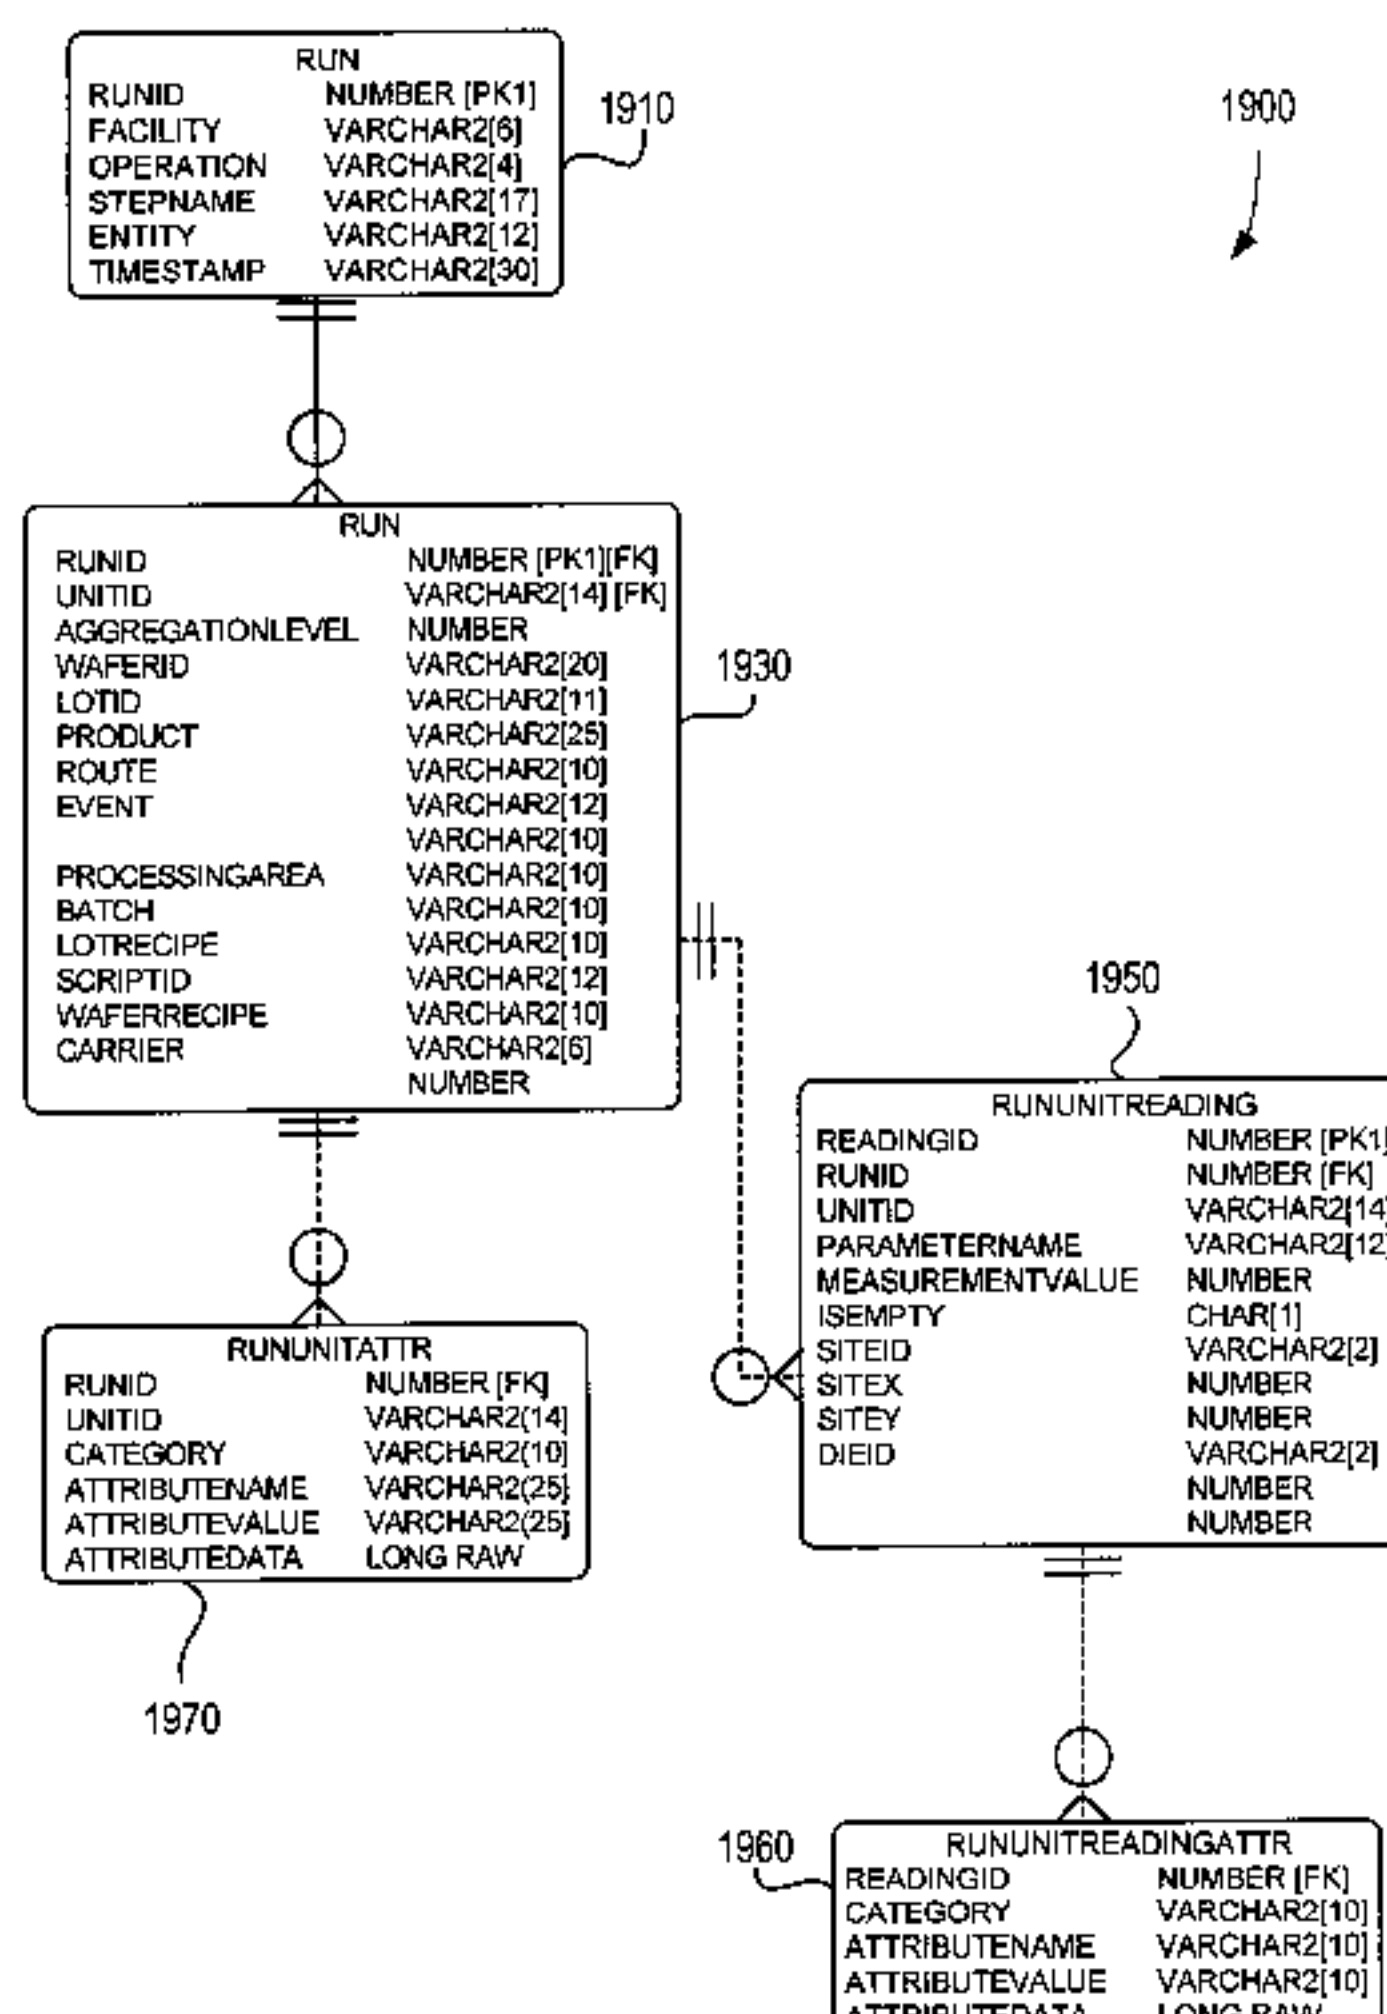 RUN
RUNID NUMBER [PK1]
FACILITY VARCHAR2[6]
OPERATION VARCHAR2[4]
STEPNAME VARCHAR2[17]
ENTITY VARCHAR2[12]
TIMESTAMP VARCHAR2[30]
1910
1900
RUN
RUNID NUMBER [PK1][FK]
UNITID VARCHAR2[14] [FK]
AGGREGATIONLEVEL NUMBER
WAFERID VARCHAR2[20]
LOTID VARCHAR2[11]
PRODUCT VARCHAR2[25]
ROUTE VARCHAR2[10]
EVENT VARCHAR2[12]
VARCHAR2[10]
PROCESSINGAREA VARCHAR2[10]
BATCH VARCHAR2[10]
LOTRECIPE VARCHAR2[10]
SCRIPTID VARCHAR2[12]
WAFERRECIPE VARCHAR2[10]
CARRIER VARCHAR2[6]
NUMBER
1930
1950
RUNUNITREADING
READINGID NUMBER [PK1]
RUNID NUMBER [FK]
UNITID VARCHAR2[14]
PARAMETERNAME VARCHAR2[12]
MEASUREMENTVALUE NUMBER
ISEMPTY CHAR[1]
SITEID VARCHAR2[2]
SITEX NUMBER
SITEY NUMBER
DIEID VARCHAR2[2]
NUMBER
NUMBER
RUNUNITATTR
RUNID NUMBER [FK]
UNITID VARCHAR2(14]
CATEGORY VARCHAR2(10]
ATTRIBUTENAME VARCHAR2(25]
ATTRIBUTEVALUE VARCHAR2(25]
ATTRIBUTEDATA LONG RAW
1970
1960
RUNUNITREADINGATTR
READINGID NUMBER [FK]
CATEGORY VARCHAR2[10]
ATTRIBUTENAME VARCHAR2[10]
ATTRIBUTEVALUE VARCHAR2[10]
ATTRIBUTEDATA LONG RAW